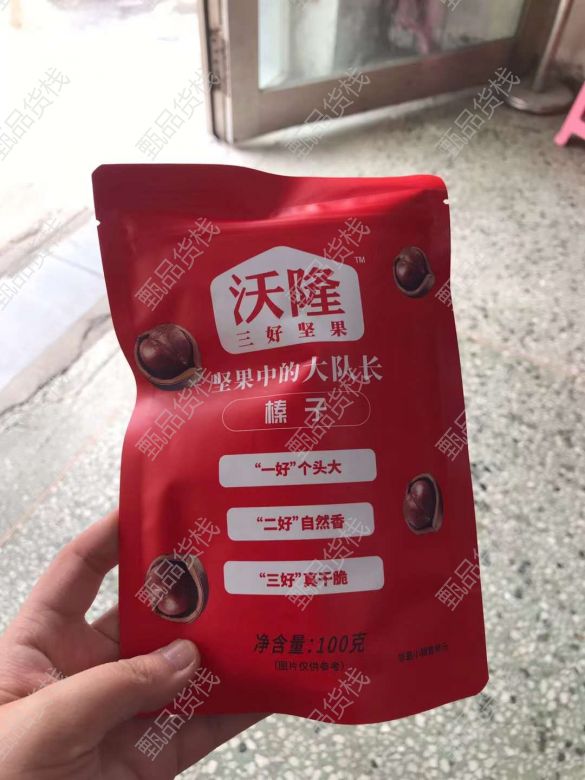 沃隆
TM
三好坚果
坚果中的大队长
榛子
“一好”个头大
“二好”自然香
“三好”真干脆
净含量:100克
(图片仅供参考)
甄品货栈